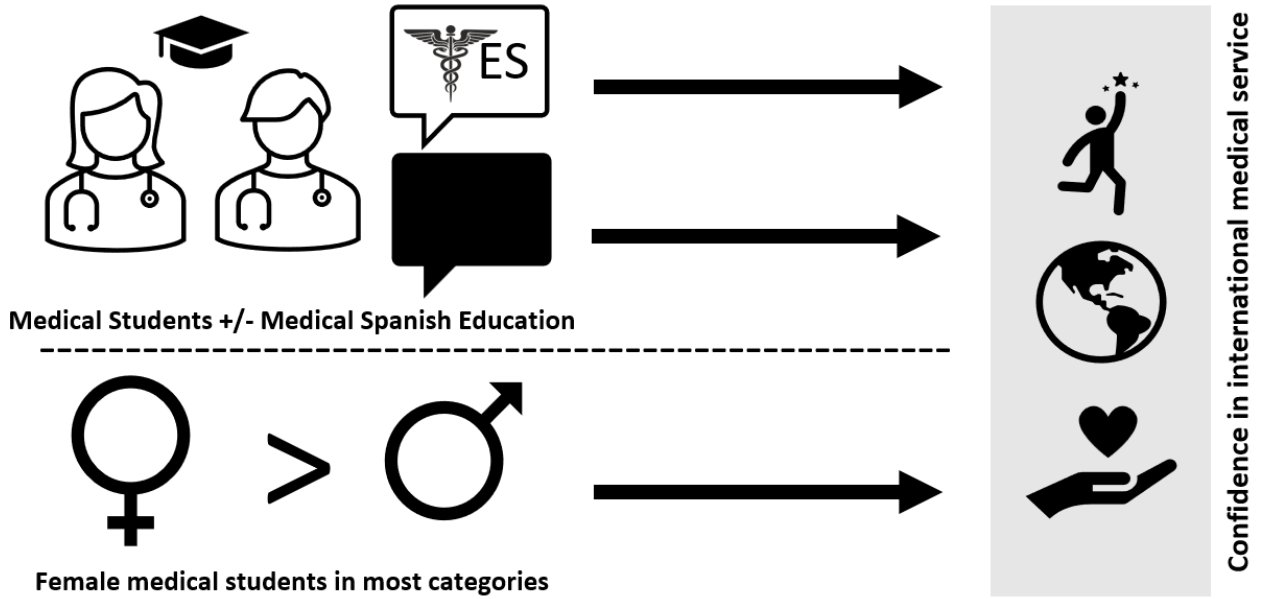 ES
Medical Students +/- Medical Spanish Education
>
Female medical students in most categories
Confidence in international medical service